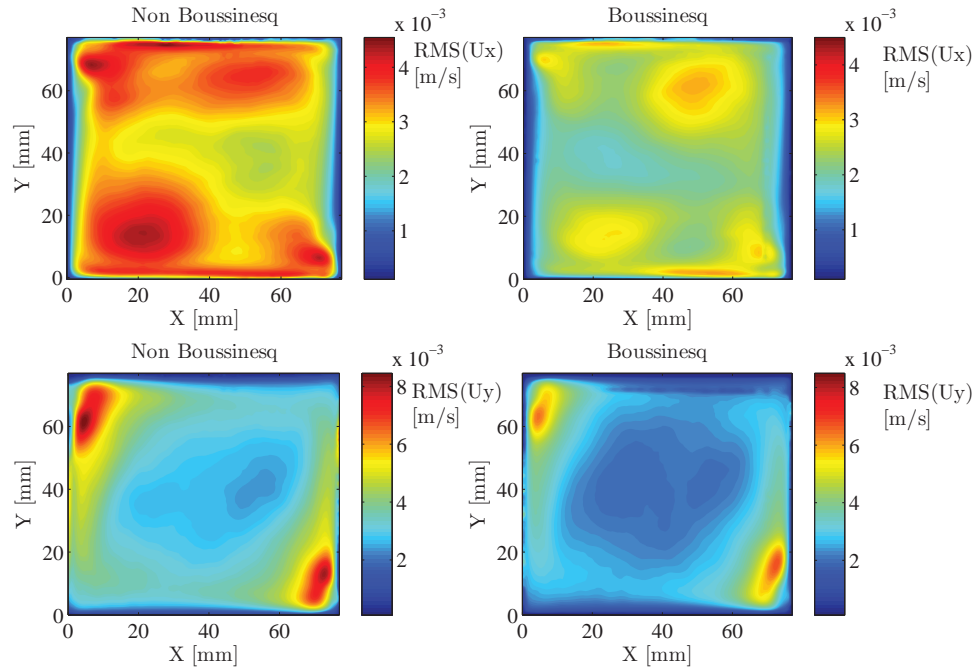 Non Boussinesq
Boussinesq
x 10⁻³
x 10⁻³
RMS(Ux)
[m/s]
RMS(Ux)
[m/s]
4
3
2
1
4
3
2
1
Y [mm]
60
40
20
0
Y [mm]
60
40
20
0
0 20 40 60
0 20 40 60
X [mm]
X [mm]
Non Boussinesq
Boussinesq
x 10⁻³
x 10⁻³
RMS(Uy)
[m/s]
RMS(Uy)
[m/s]
8
6
4
2
8
6
4
2
Y [mm]
60
40
20
0
Y [mm]
60
40
20
0
0 20 40 60
0 20 40 60
X [mm]
X [mm]